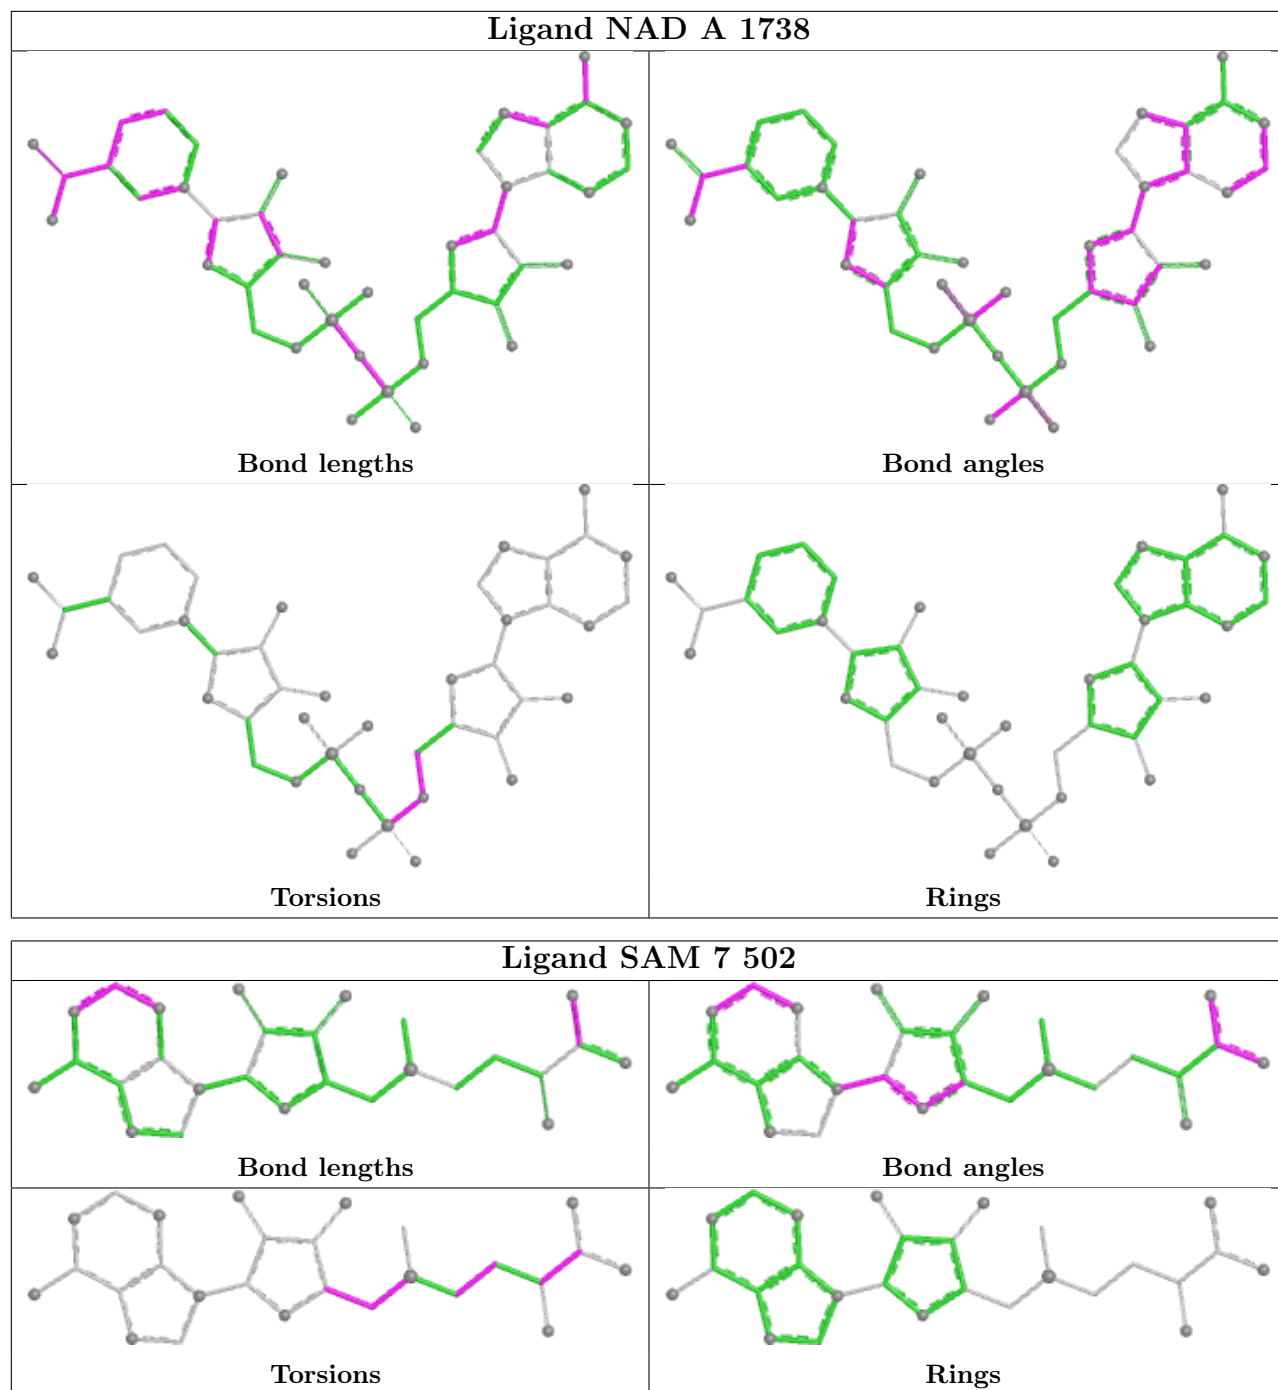 Ligand NAD A 1738
Bond lengths
Bond angles
Torsions
Rings
Ligand SAM 7 502
Bond lengths
Bond angles
Torsions
Rings